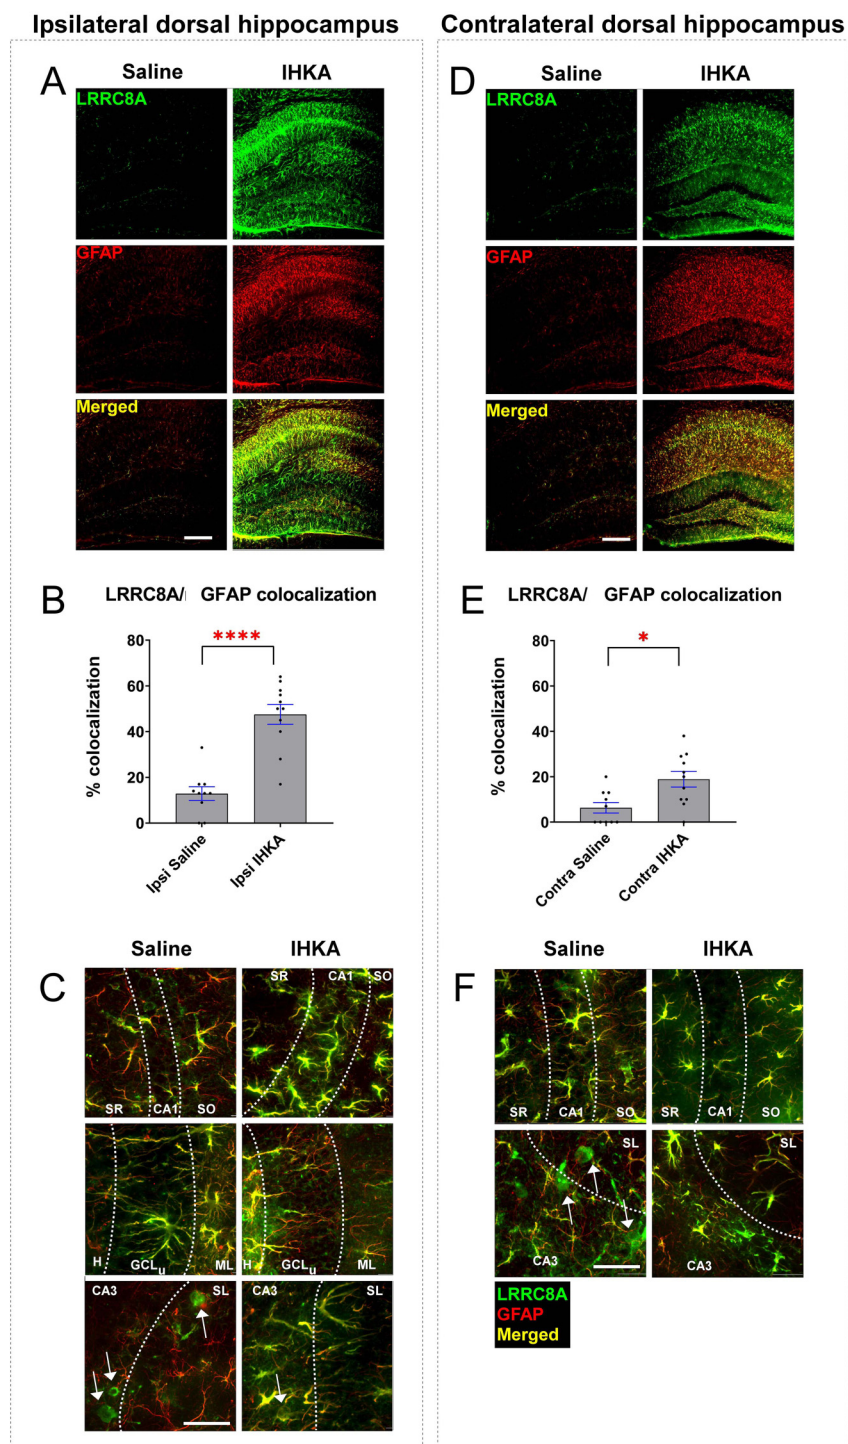 Ipsilateral dorsal hippocampus
A
Saline
IHKA
LRRC8A
GFAP
Merged
B
LRRC8A/ GFAP colocalization
****
80
60
40
20
0
% colocalization
Ipsi Saline
Ipsi IHKA
Saline
IHKA
C
SR
CA1
SO
SR
CA1
SO
H
GCLu
ML
H
GCLu
ML
CA3
SL
CA3
SL
Contralateral dorsal hippocampus
D
Saline
IHKA
LRRC8A
GFAP
Merged
E
LRRC8A/ GFAP colocalization
*
80
60
40
20
0
% colocalization
Contra Saline
Contra IHKA
Saline
IHKA
F
SR
CA1
SO
SR
CA1
SO
SL
CA3
SL
CA3
LRRC8A
GFAP
Merged